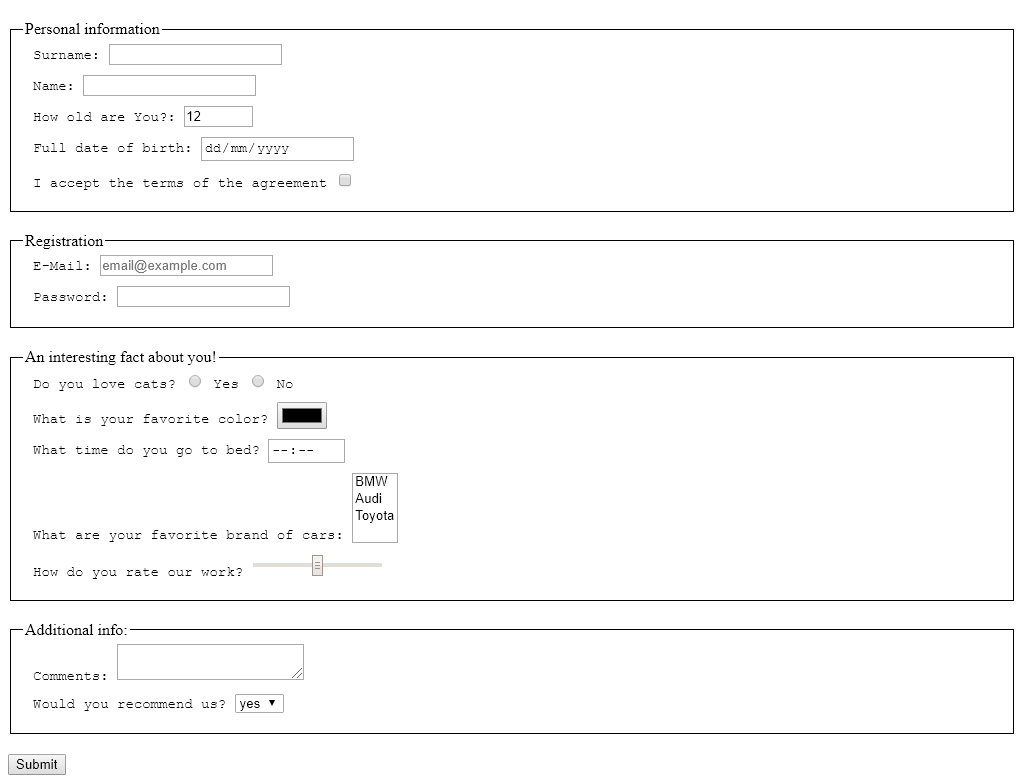 Personal information
Surname:
Name:
How old are You?: 12
Full date of birth: dd/mm/yyyy
I accept the terms of the agreement
Registration
E-Mail: email@example.com
Password:
An interesting fact about you!
Do you love cats? Yes No
What is your favorite color?
What time do you go to bed? --:--
BMW
Audi
Toyota
What are your favorite brand of cars:
How do you rate our work?
Additional info:
Comments:
Would you recommend us? yes
Submit